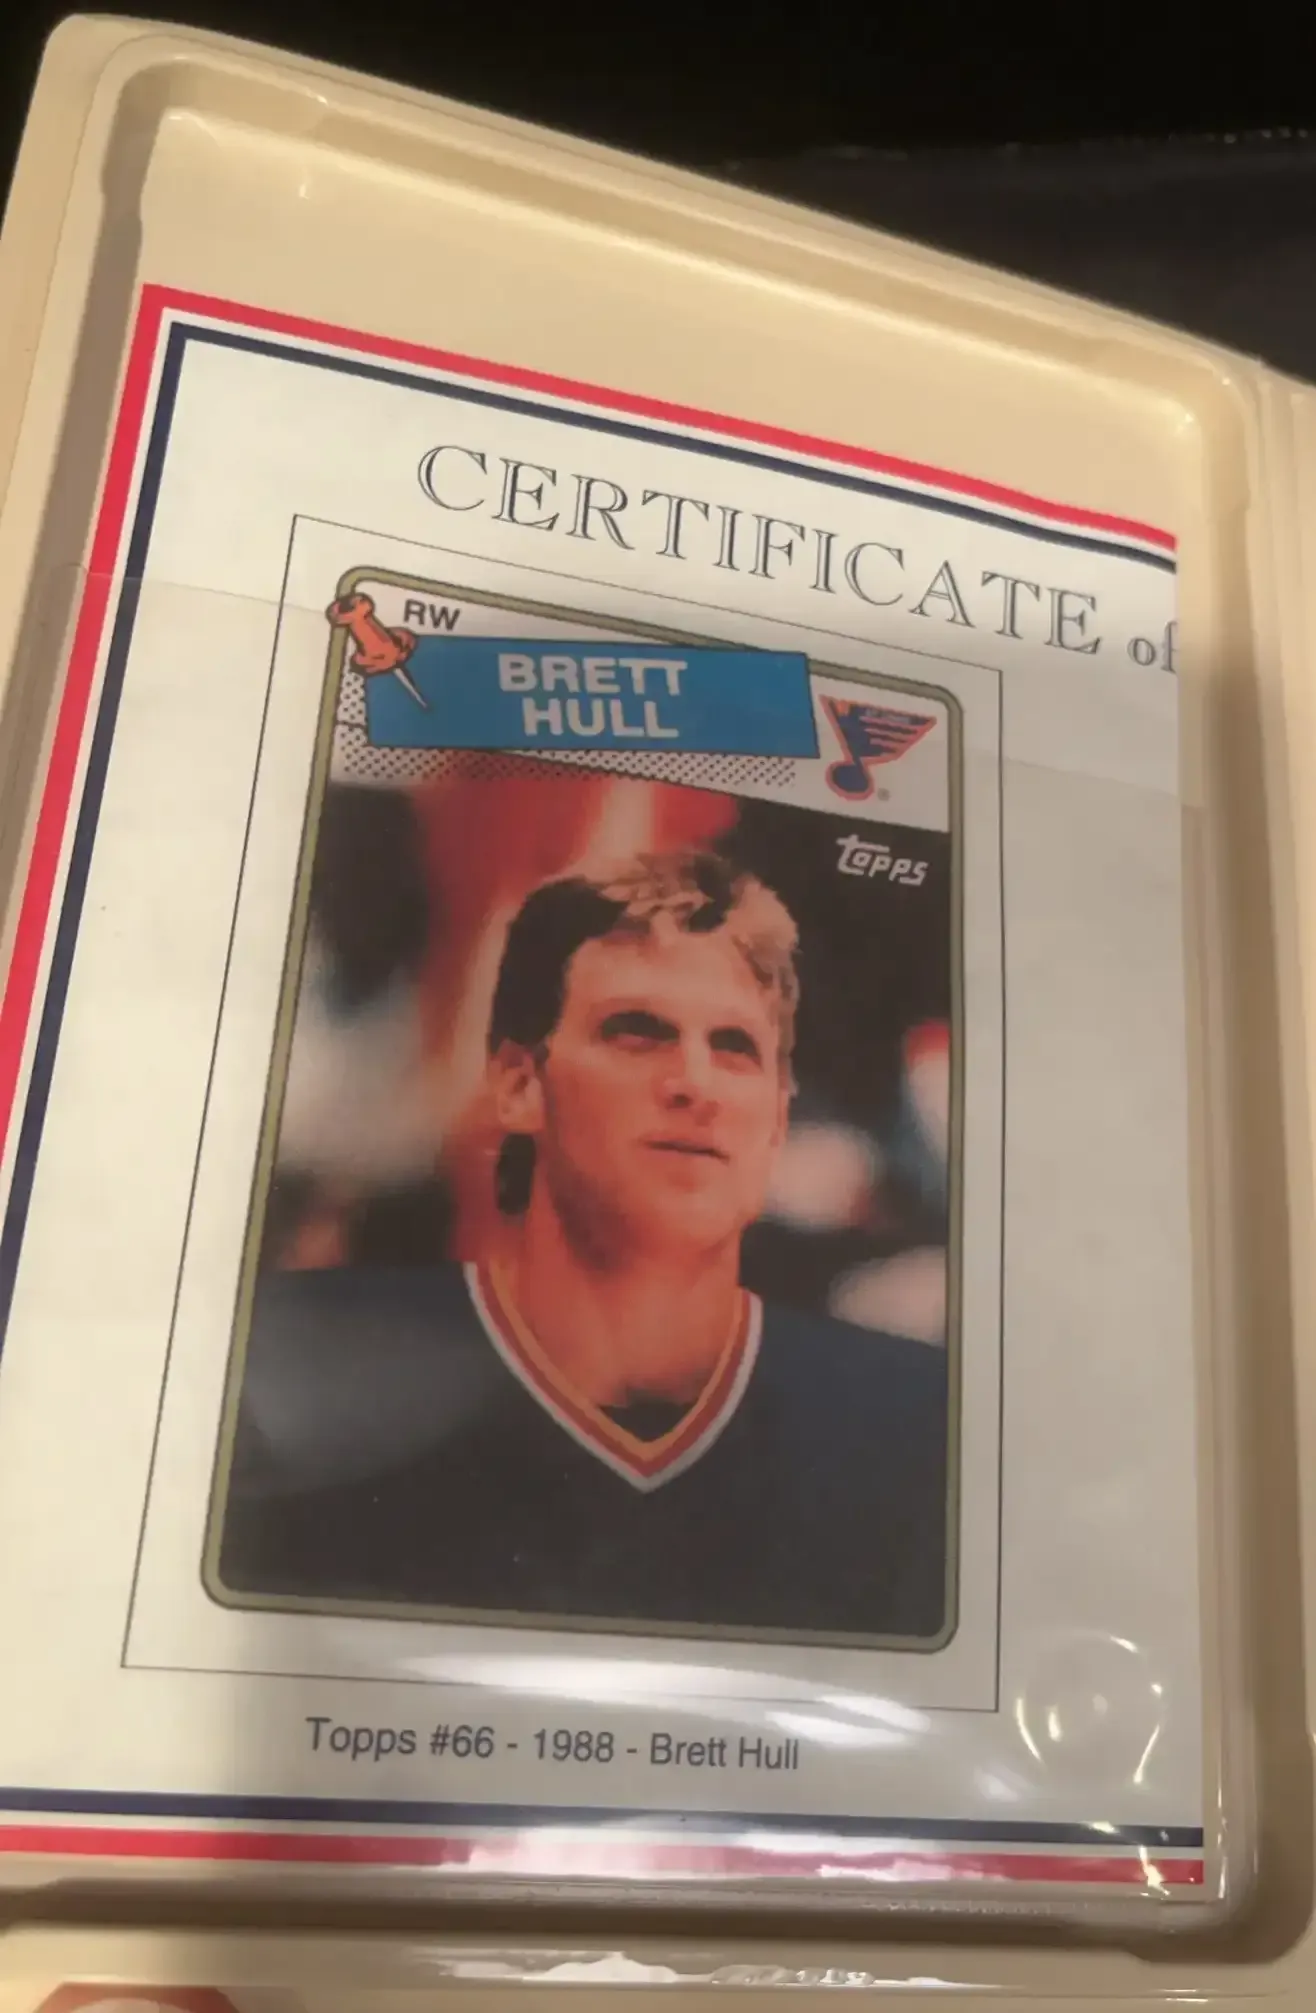 CERTIFICATE of
RW
BRETT
HULL
topps
Topps #66 - 1988 - Brett Hull